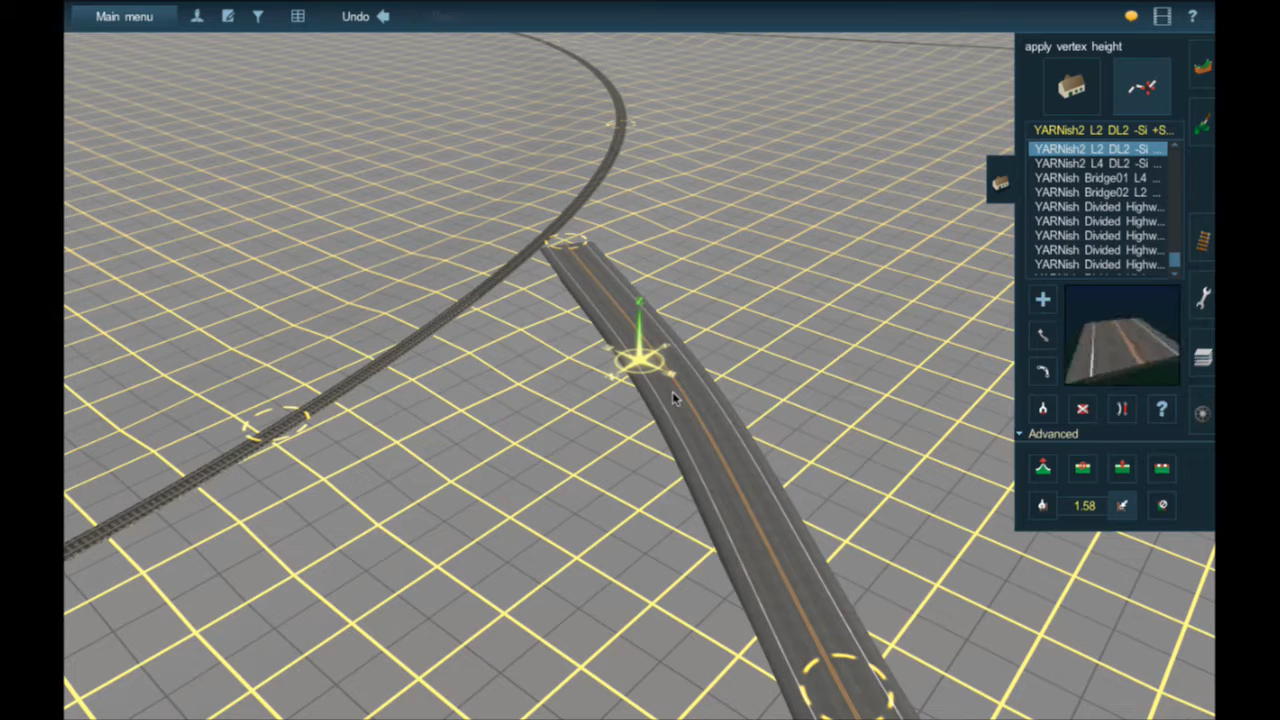 Main menu
Undo
?
apply vertex height
YARNish2 L2 DL2 -Si +S...
YARNish2 L2 DL2 -Si ...
YARNish2 L4 DL2 -Si ...
YARNish Bridge01 L4 ...
YARNish Bridge02 L2 ...
YARNish Divided Highw...
YARNish Divided Highw...
YARNish Divided Highw...
YARNish Divided Highw...
YARNish Divided Highw...
?
Advanced
1.58